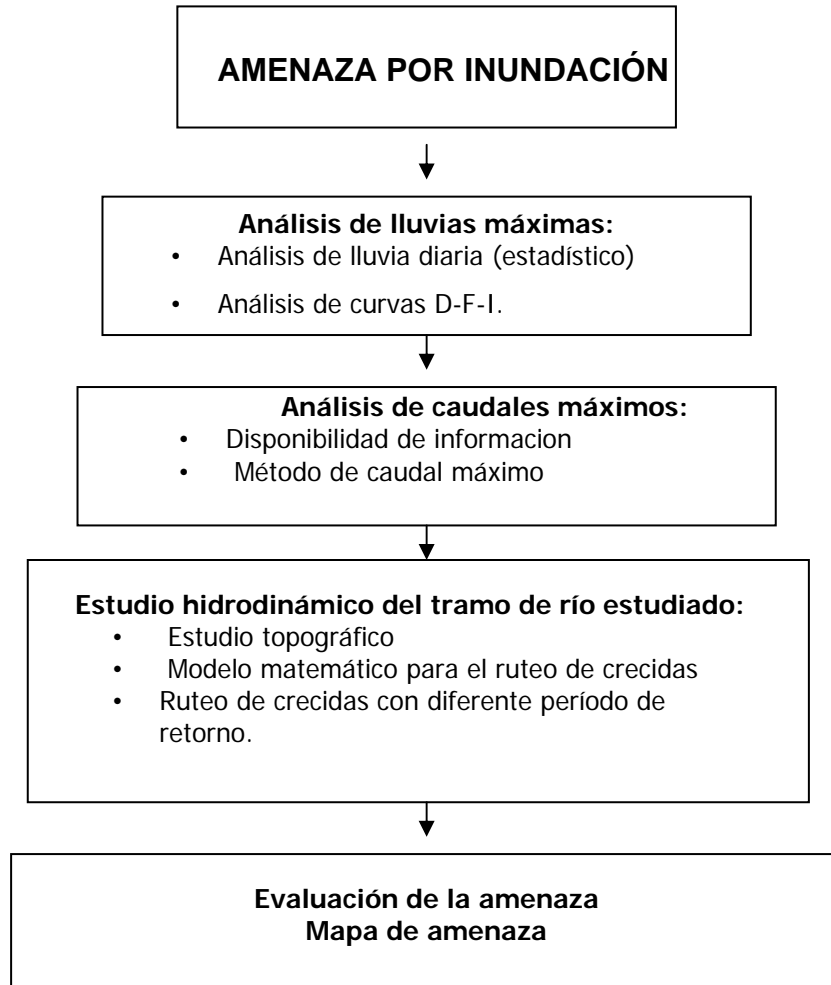 AMENAZA POR INUNDACIÓN
Análisis de lluvias máximas:
• Análisis de lluvia diaria (estadístico)
• Análisis de curvas D-F-I.
Análisis de caudales máximos:
• Disponibilidad de informacion
• Método de caudal máximo
Estudio hidrodinámico del tramo de río estudiado:
• Estudio topográfico
• Modelo matemático para el ruteo de crecidas
• Ruteo de crecidas con diferente período de
retorno.
Evaluación de la amenaza
Mapa de amenaza